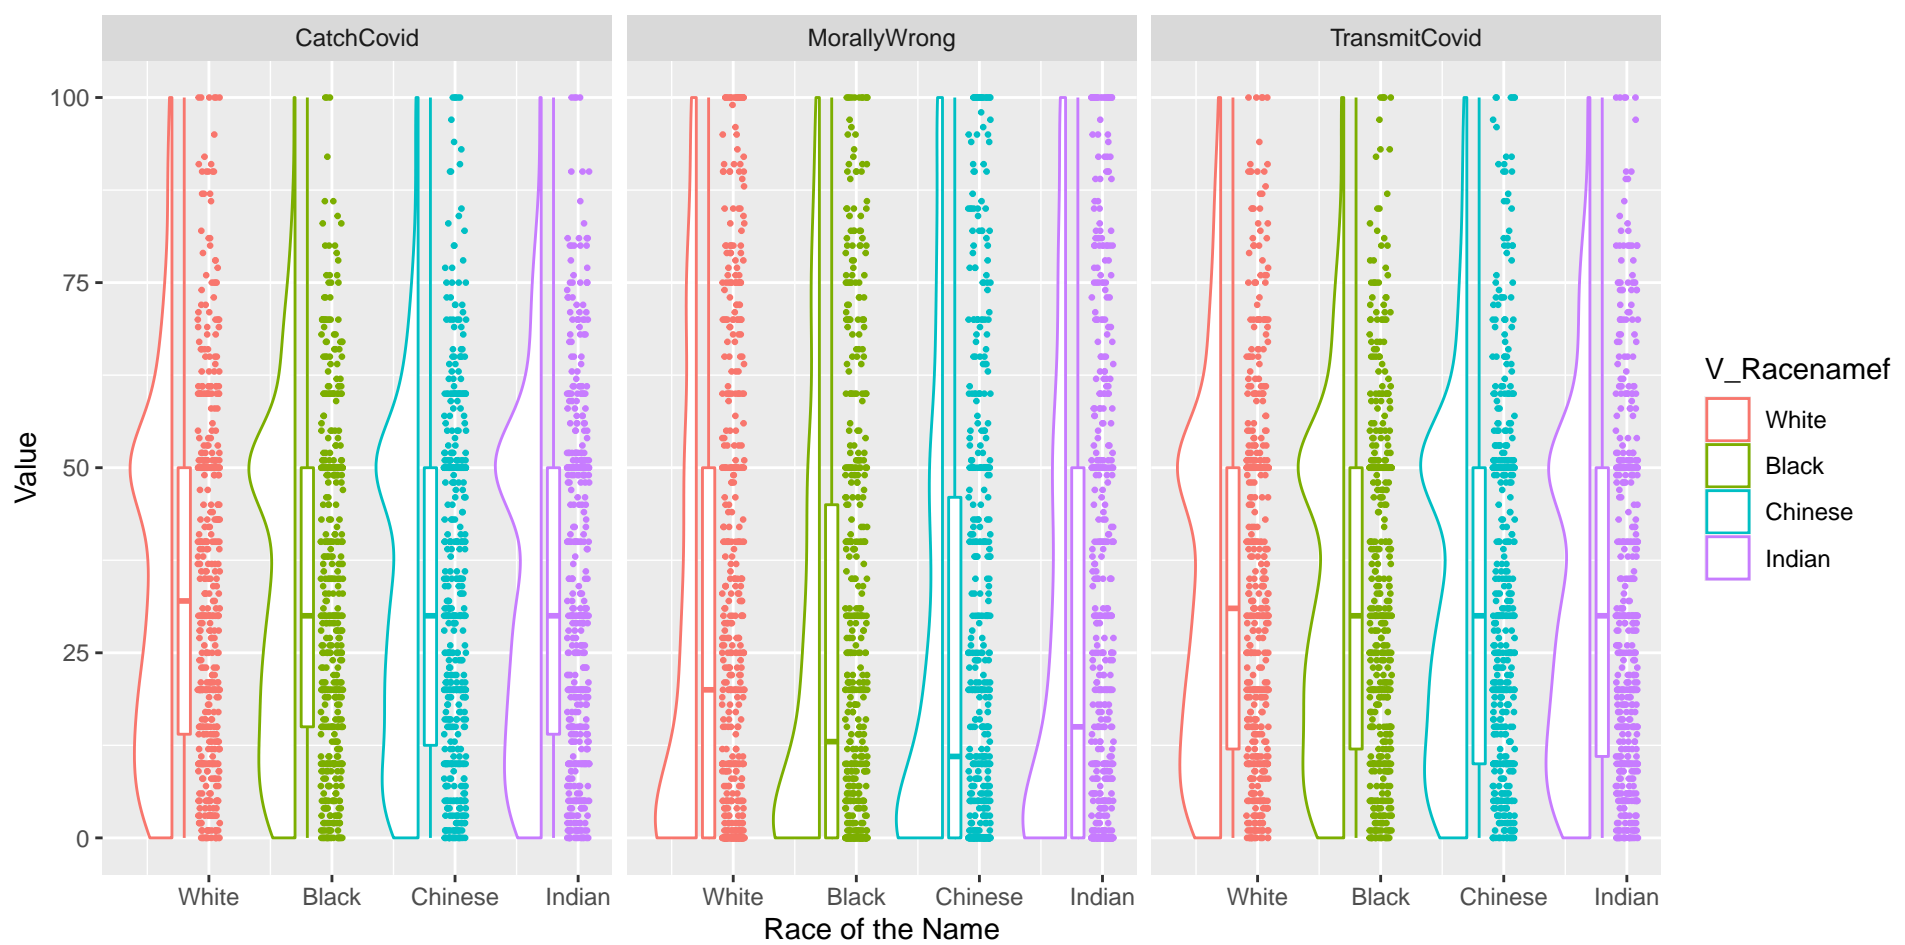 CatchCovid MorallyWrong TransmitCovid
100
75
50
25
0
Value
White Black Chinese Indian White Black Chinese Indian White Black Chinese Indian
Race of the Name
V_Racenamef
White
Black
Chinese
Indian